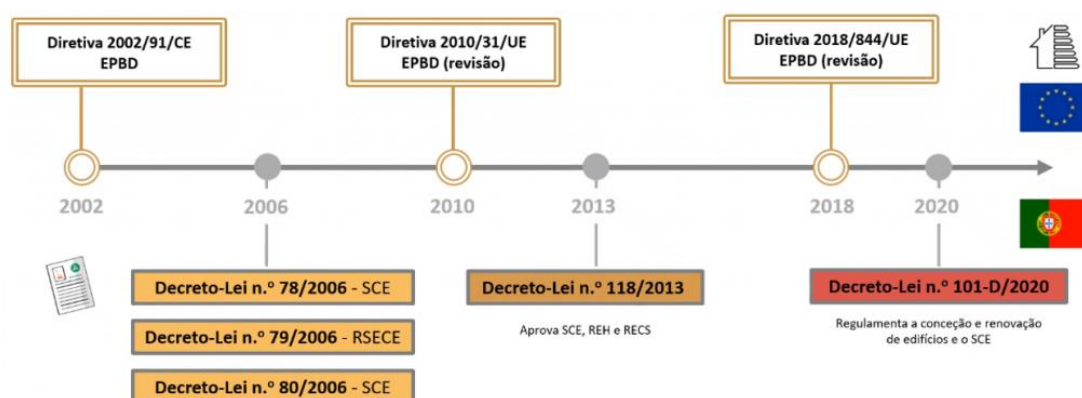 Diretiva 2002/91/CE
EPBD
Diretiva 2010/31/UE
EPBD (revisão)
Diretiva 2018/844/UE
EPBD (revisão)
2002
2006
2010
2013
2018
2020
Decreto-Lei n.º 78/2006 - SCE
Decreto-Lei n.º 79/2006 - RSECE
Decreto-Lei n.º 80/2006 - SCE
Decreto-Lei n.º 118/2013
Aprova SCE, REH e RECS
Decreto-Lei n.º 101-D/2020
Regulamenta a conceção e renovação
de edifícios e o SCE